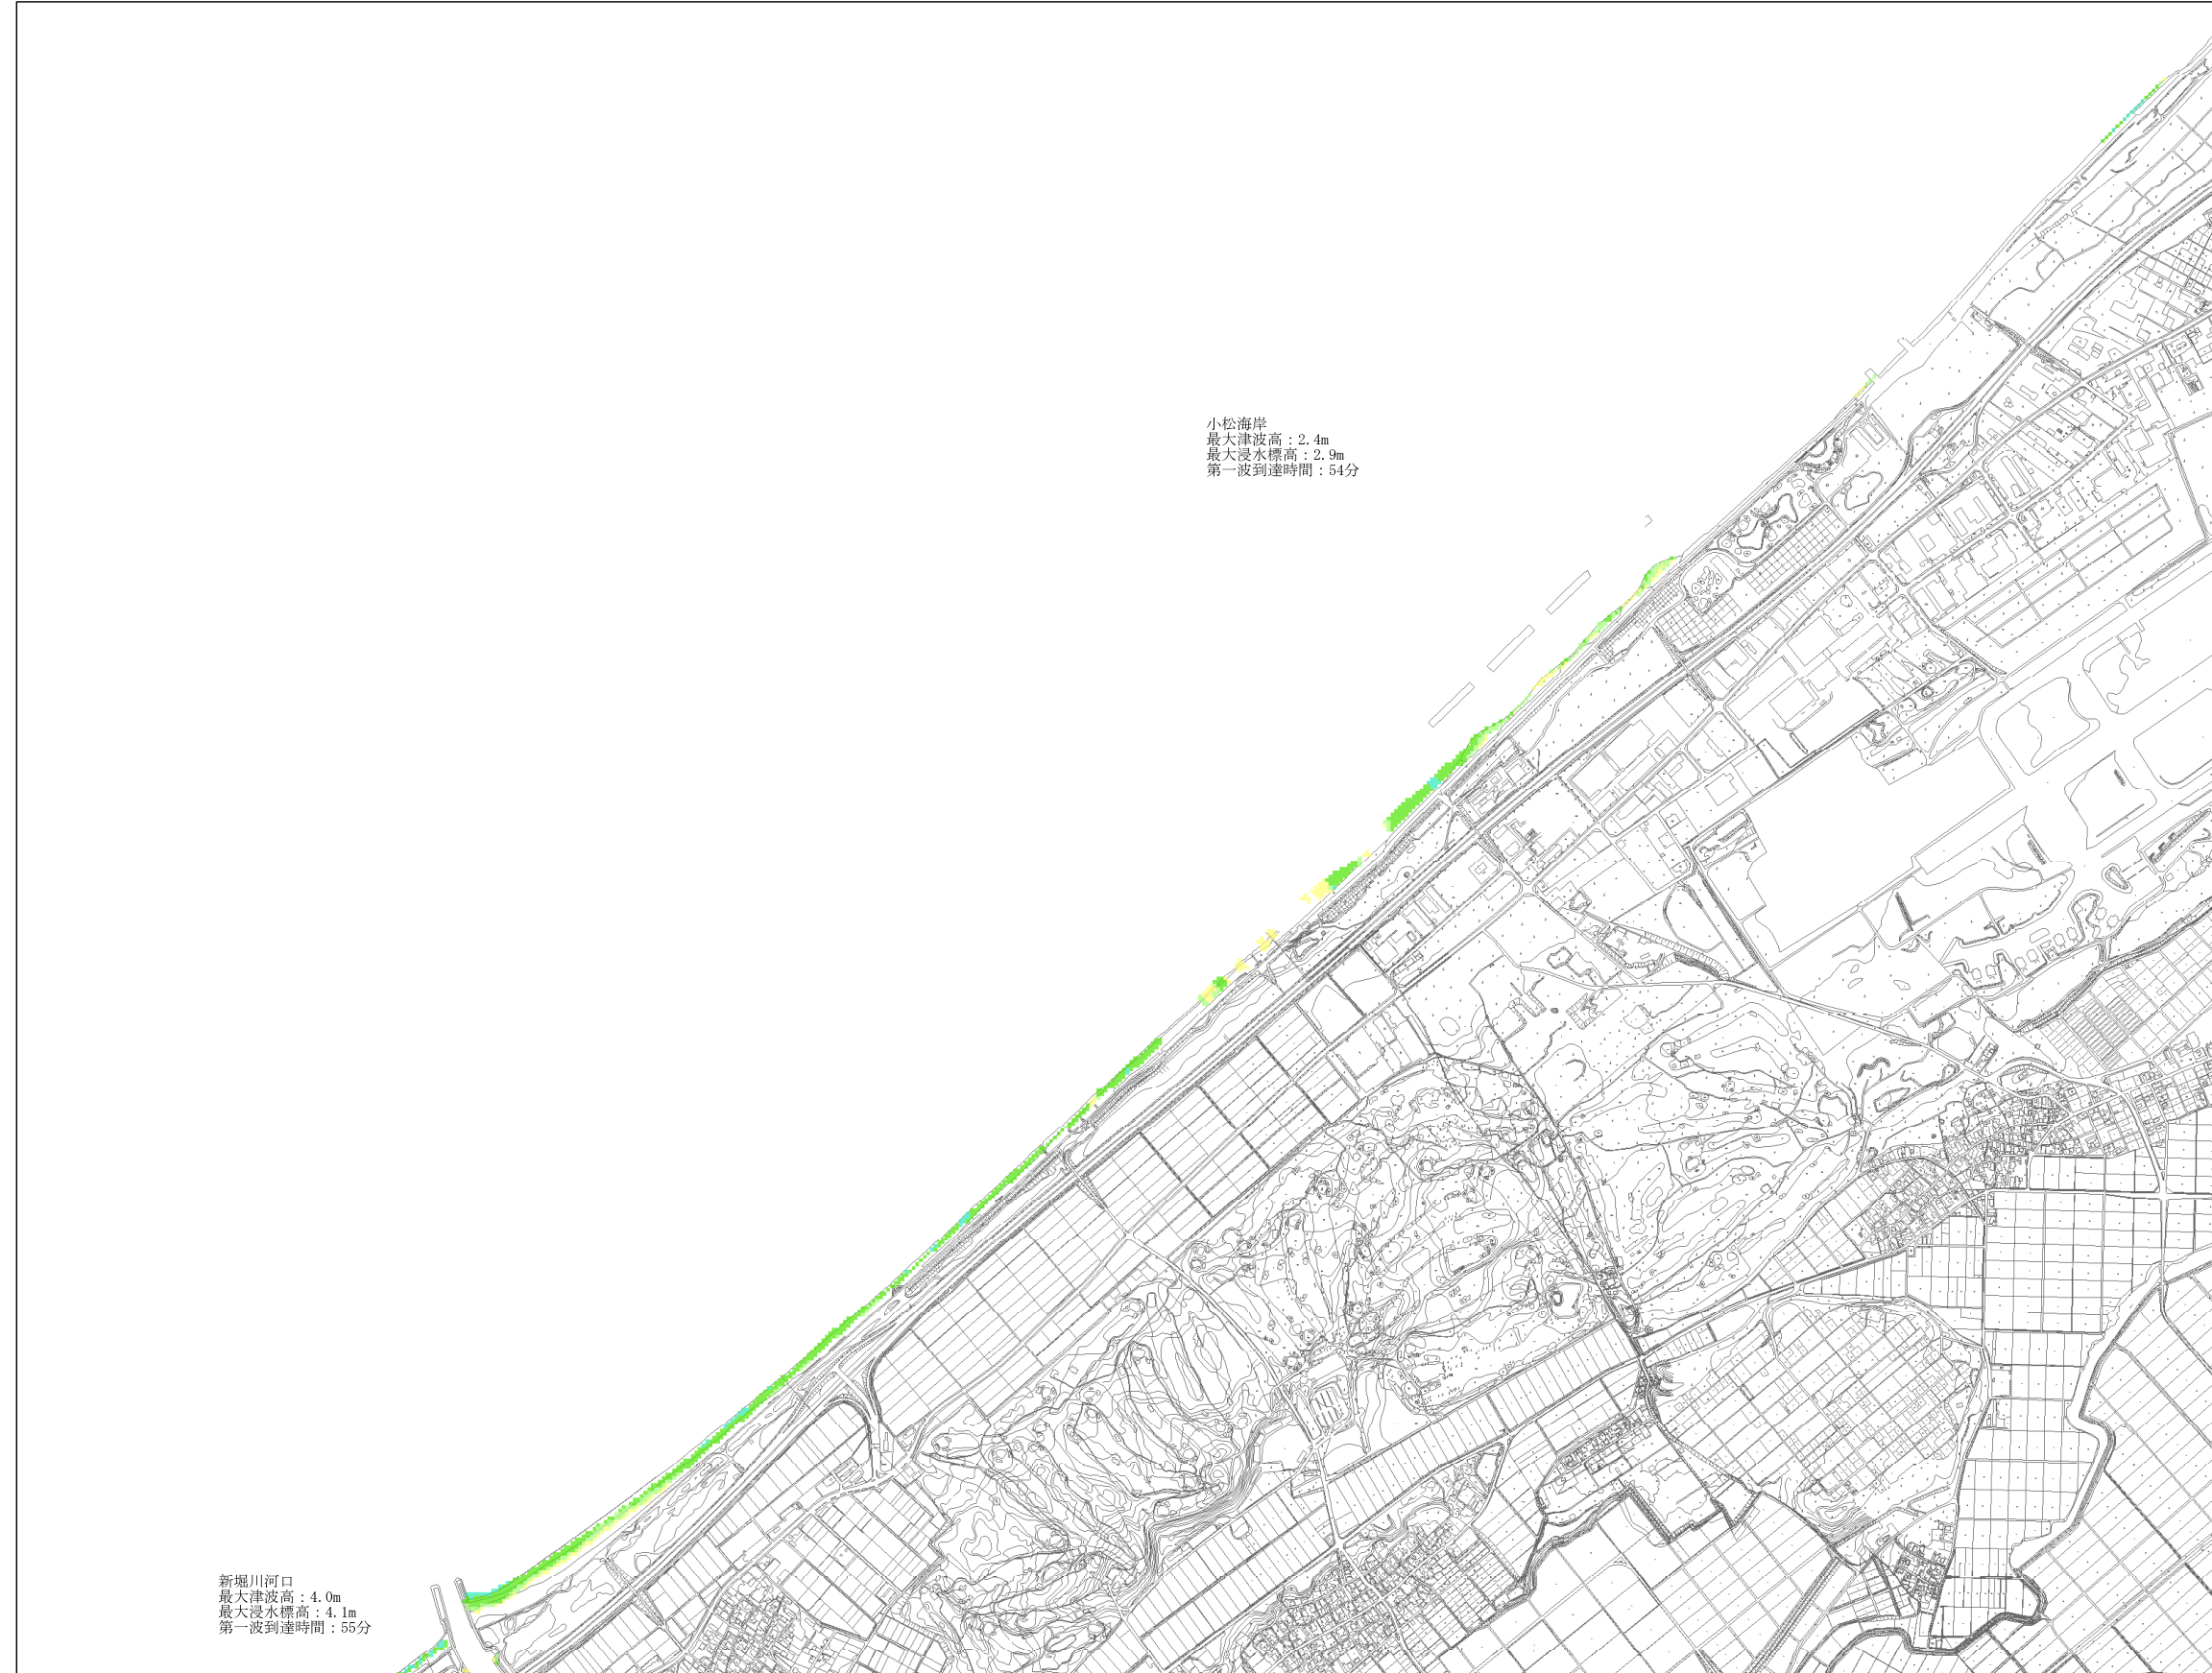 小松海岸
最大津波高：2.4m
最大浸水標高：2.9m
第一波到達時間：54分
新堀川河口
最大津波高：4.0m
最大浸水標高：4.1m
第一波到達時間：55分